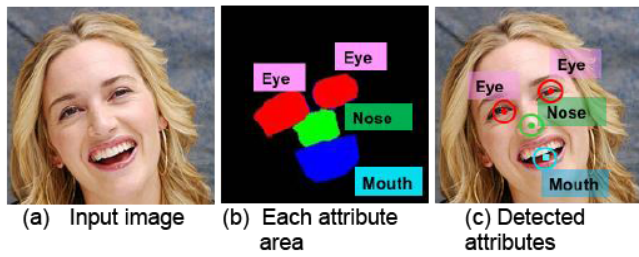 Eye
Eye
Nose
Mouth
Eye
Eye
Nose
Mouth
(a) Input image
(b) Each attribute
area
(c) Detected
attributes